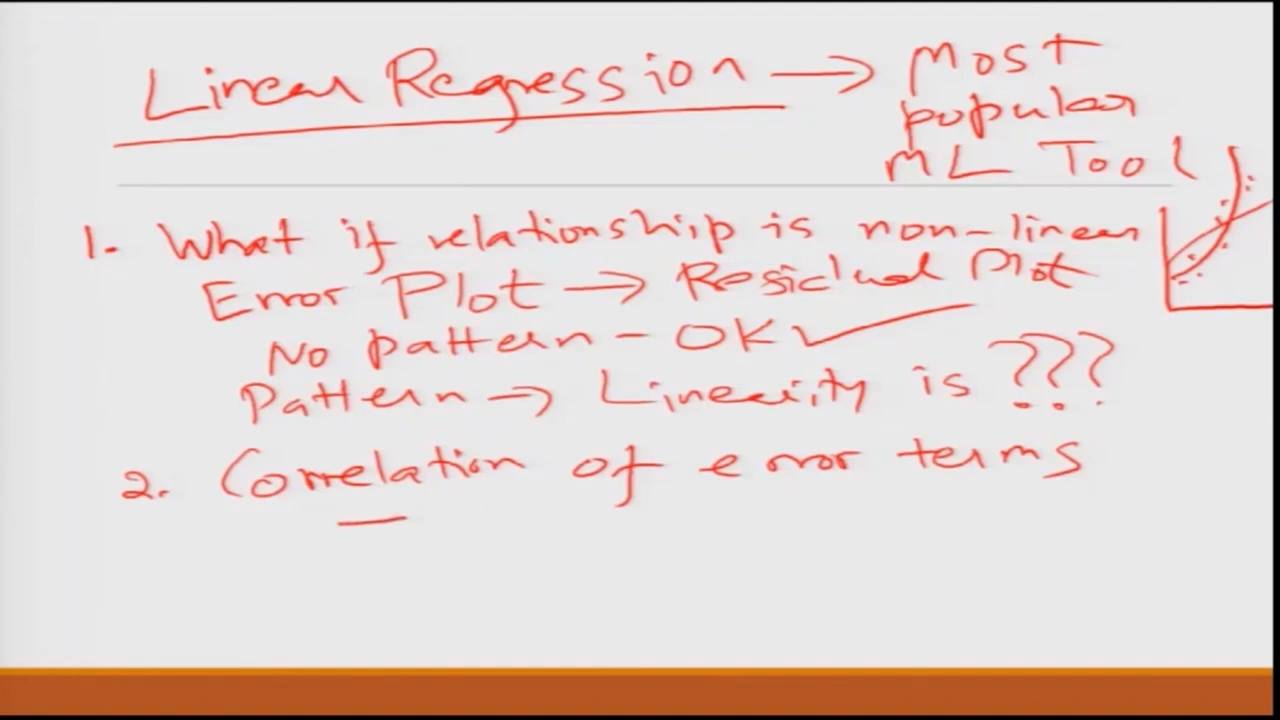 Linear Regression → Most
popular
ML Tool
1. What if relationship is non-linear
Error Plot → Residual Plot
No pattern - OK ✓
Pattern → Linearity is ???
2. Correlation of error terms